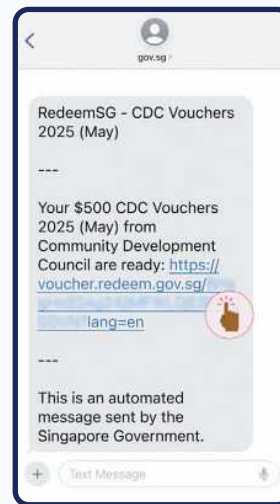 gov.sg
RedeemSG - CDC Vouchers
2025 (May)
---
Your $500 CDC Vouchers
2025 (May) from
Community Development
Council are ready: https://
voucher.redeem.gov.sg/
lang=en
---
This is an automated
message sent by the
Singapore Government.
Text Message